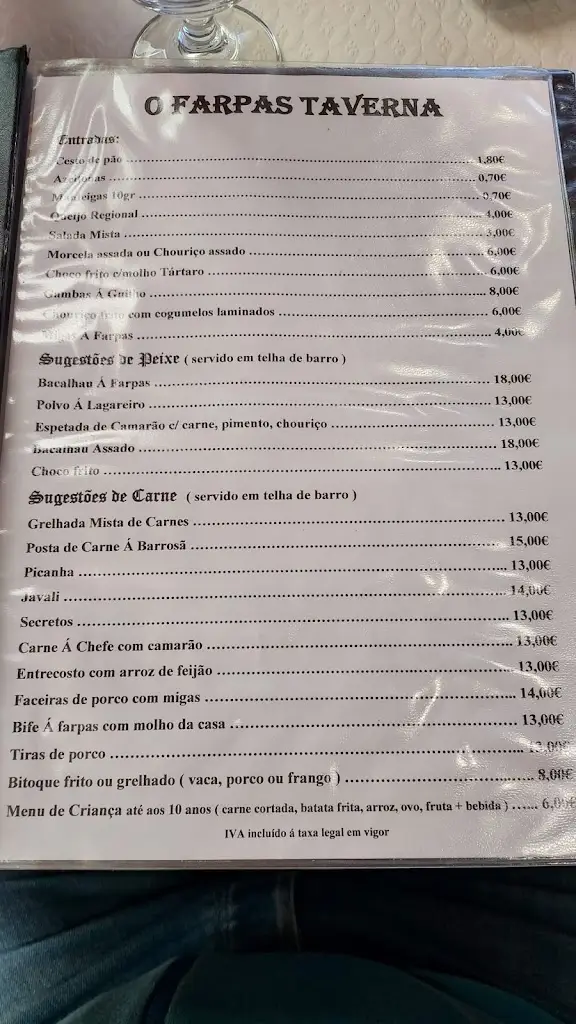 O FARPAS TAVERNA
Entradas:
Cesto de pão ........ 1,80€
Azeitonas ........ 0,70€
Manteigas 10gr ........ 0,70€
Queijo Regional ........ 4,00€
Salada Mista ........ 3,00€
Morcela assada ou Chouriço assado ........ 6,00€
Choco frito c/molho Tártaro ........ 6,00€
Gambas Á Guilho ........ 8,00€
Chouriço frito com cogumelos laminados ........ 6,00€
Migas Á Farpas ........ 4,00€
Sugestões de Peixe ( servido em telha de barro )
Bacalhau Á Farpas ........ 18,00€
Polvo Á Lagareiro ........ 13,00€
Espetada de Camarão c/ carne, pimento, chouriço ........ 13,00€
Bacalhau Assado ........ 18,00€
Choco frito ........ 13,00€
Sugestões de Carne ( servido em telha de barro )
Grelhada Mista de Carnes ........ 13,00€
Posta de Carne Á Barrosã ........ 15,00€
Picanha ........ 13,00€
Javali ........ 14,00€
Secretos ........ 13,00€
Carne Á Chefe com camarão ........ 13,00€
Entrecosto com arroz de feijão ........ 13,00€
Faceiras de porco com migas ........ 14,00€
Bife Á farpas com molho da casa ........ 13,00€
Tiras de porco ........
Bitoque frito ou grelhado ( vaca, porco ou frango ) ........ 8,00€
Menu de Criança até aos 10 anos ( carne cortada, batata frita, arroz, ovo, fruta + bebida ) ...... 6,00€
IVA incluído á taxa legal em vigor